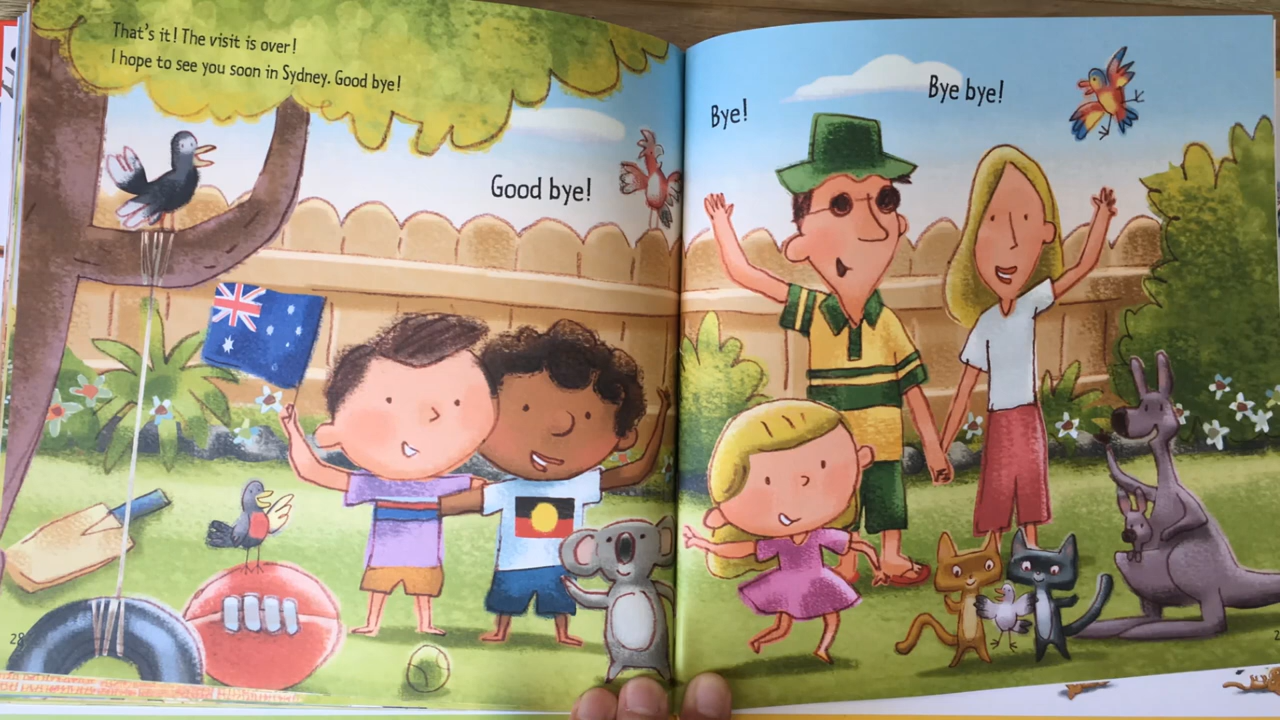 That's it! The visit is over!
I hope to see you soon in Sydney. Good bye!
Good bye!
Bye!
Bye bye!
28